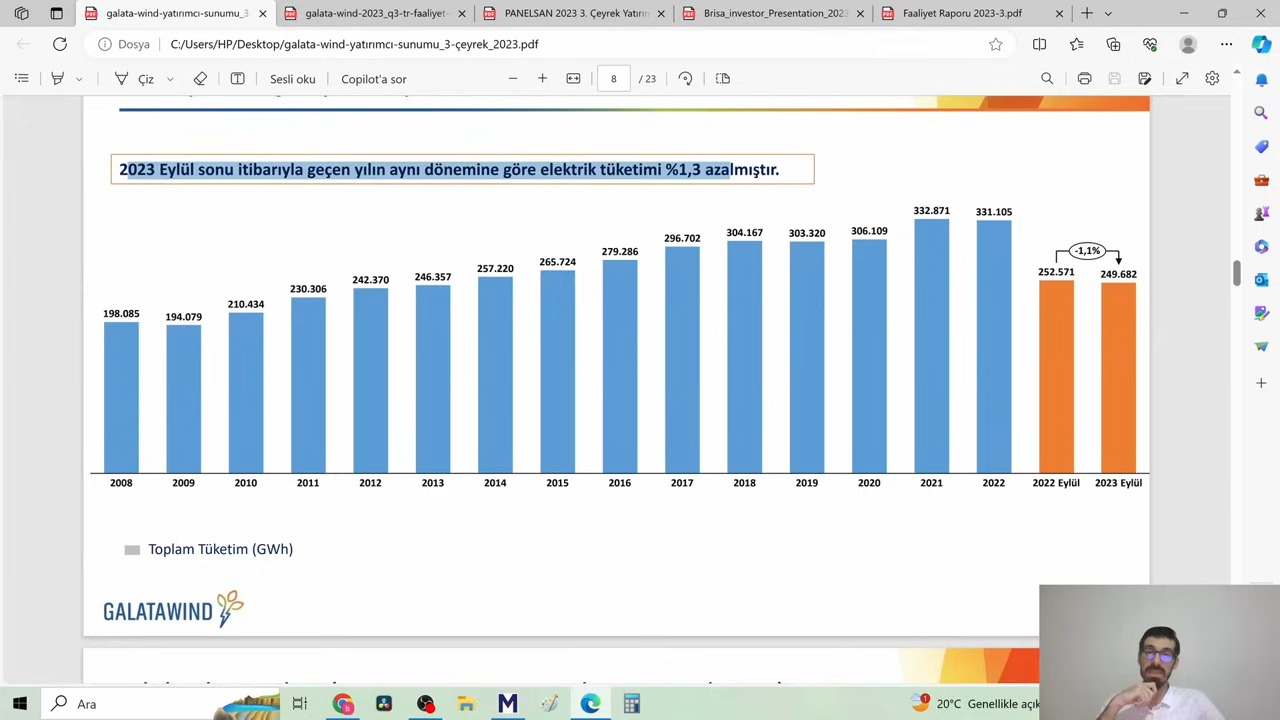 galata-wind-yatırımcı-sunumu_3
galata-wind-2023_q3-tr-faaliyet-
PANELSAN 2023 3. Çeyrek Yatırın
Brisa_investor_Presentation_2023
Faaliyet Raporu 2023-3.pdf
Dosya
C:/Users/HP/Desktop/galata-wind-yatırımcı-sunumu_3-çeyrek_2023.pdf
Çiz
Sesli oku
Copilot'a sor
8 / 23
2023 Eylül sonu itibarıyla geçen yılın aynı dönemine göre elektrik tüketimi %1,3 azalmıştır.
198.085 194.079 210.434 230.306 242.370 246.357 257.220 265.724 279.286 296.702 304.167 303.320 306.109 332.871 331.105 252.571 249.682
-1,1%
2008 2009 2010 2011 2012 2013 2014 2015 2016 2017 2018 2019 2020 2021 2022 2022 Eylül 2023 Eylül
Toplam Tüketim (GWh)
GALATAWIND
Ara
M
1
20°C Genellikle açık